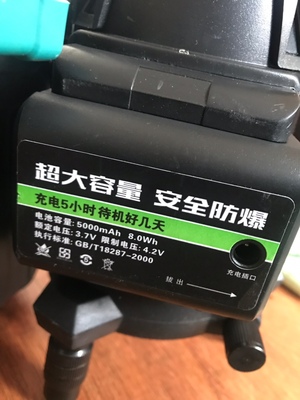 超大容量 安全防爆
充电5小时 待机好几天
电池容量: 5000mAh 8.0Wh
额定电压: 3.7V 限制电压: 4.2V
执行标准: GB/T18287-2000
充电插口
拔出